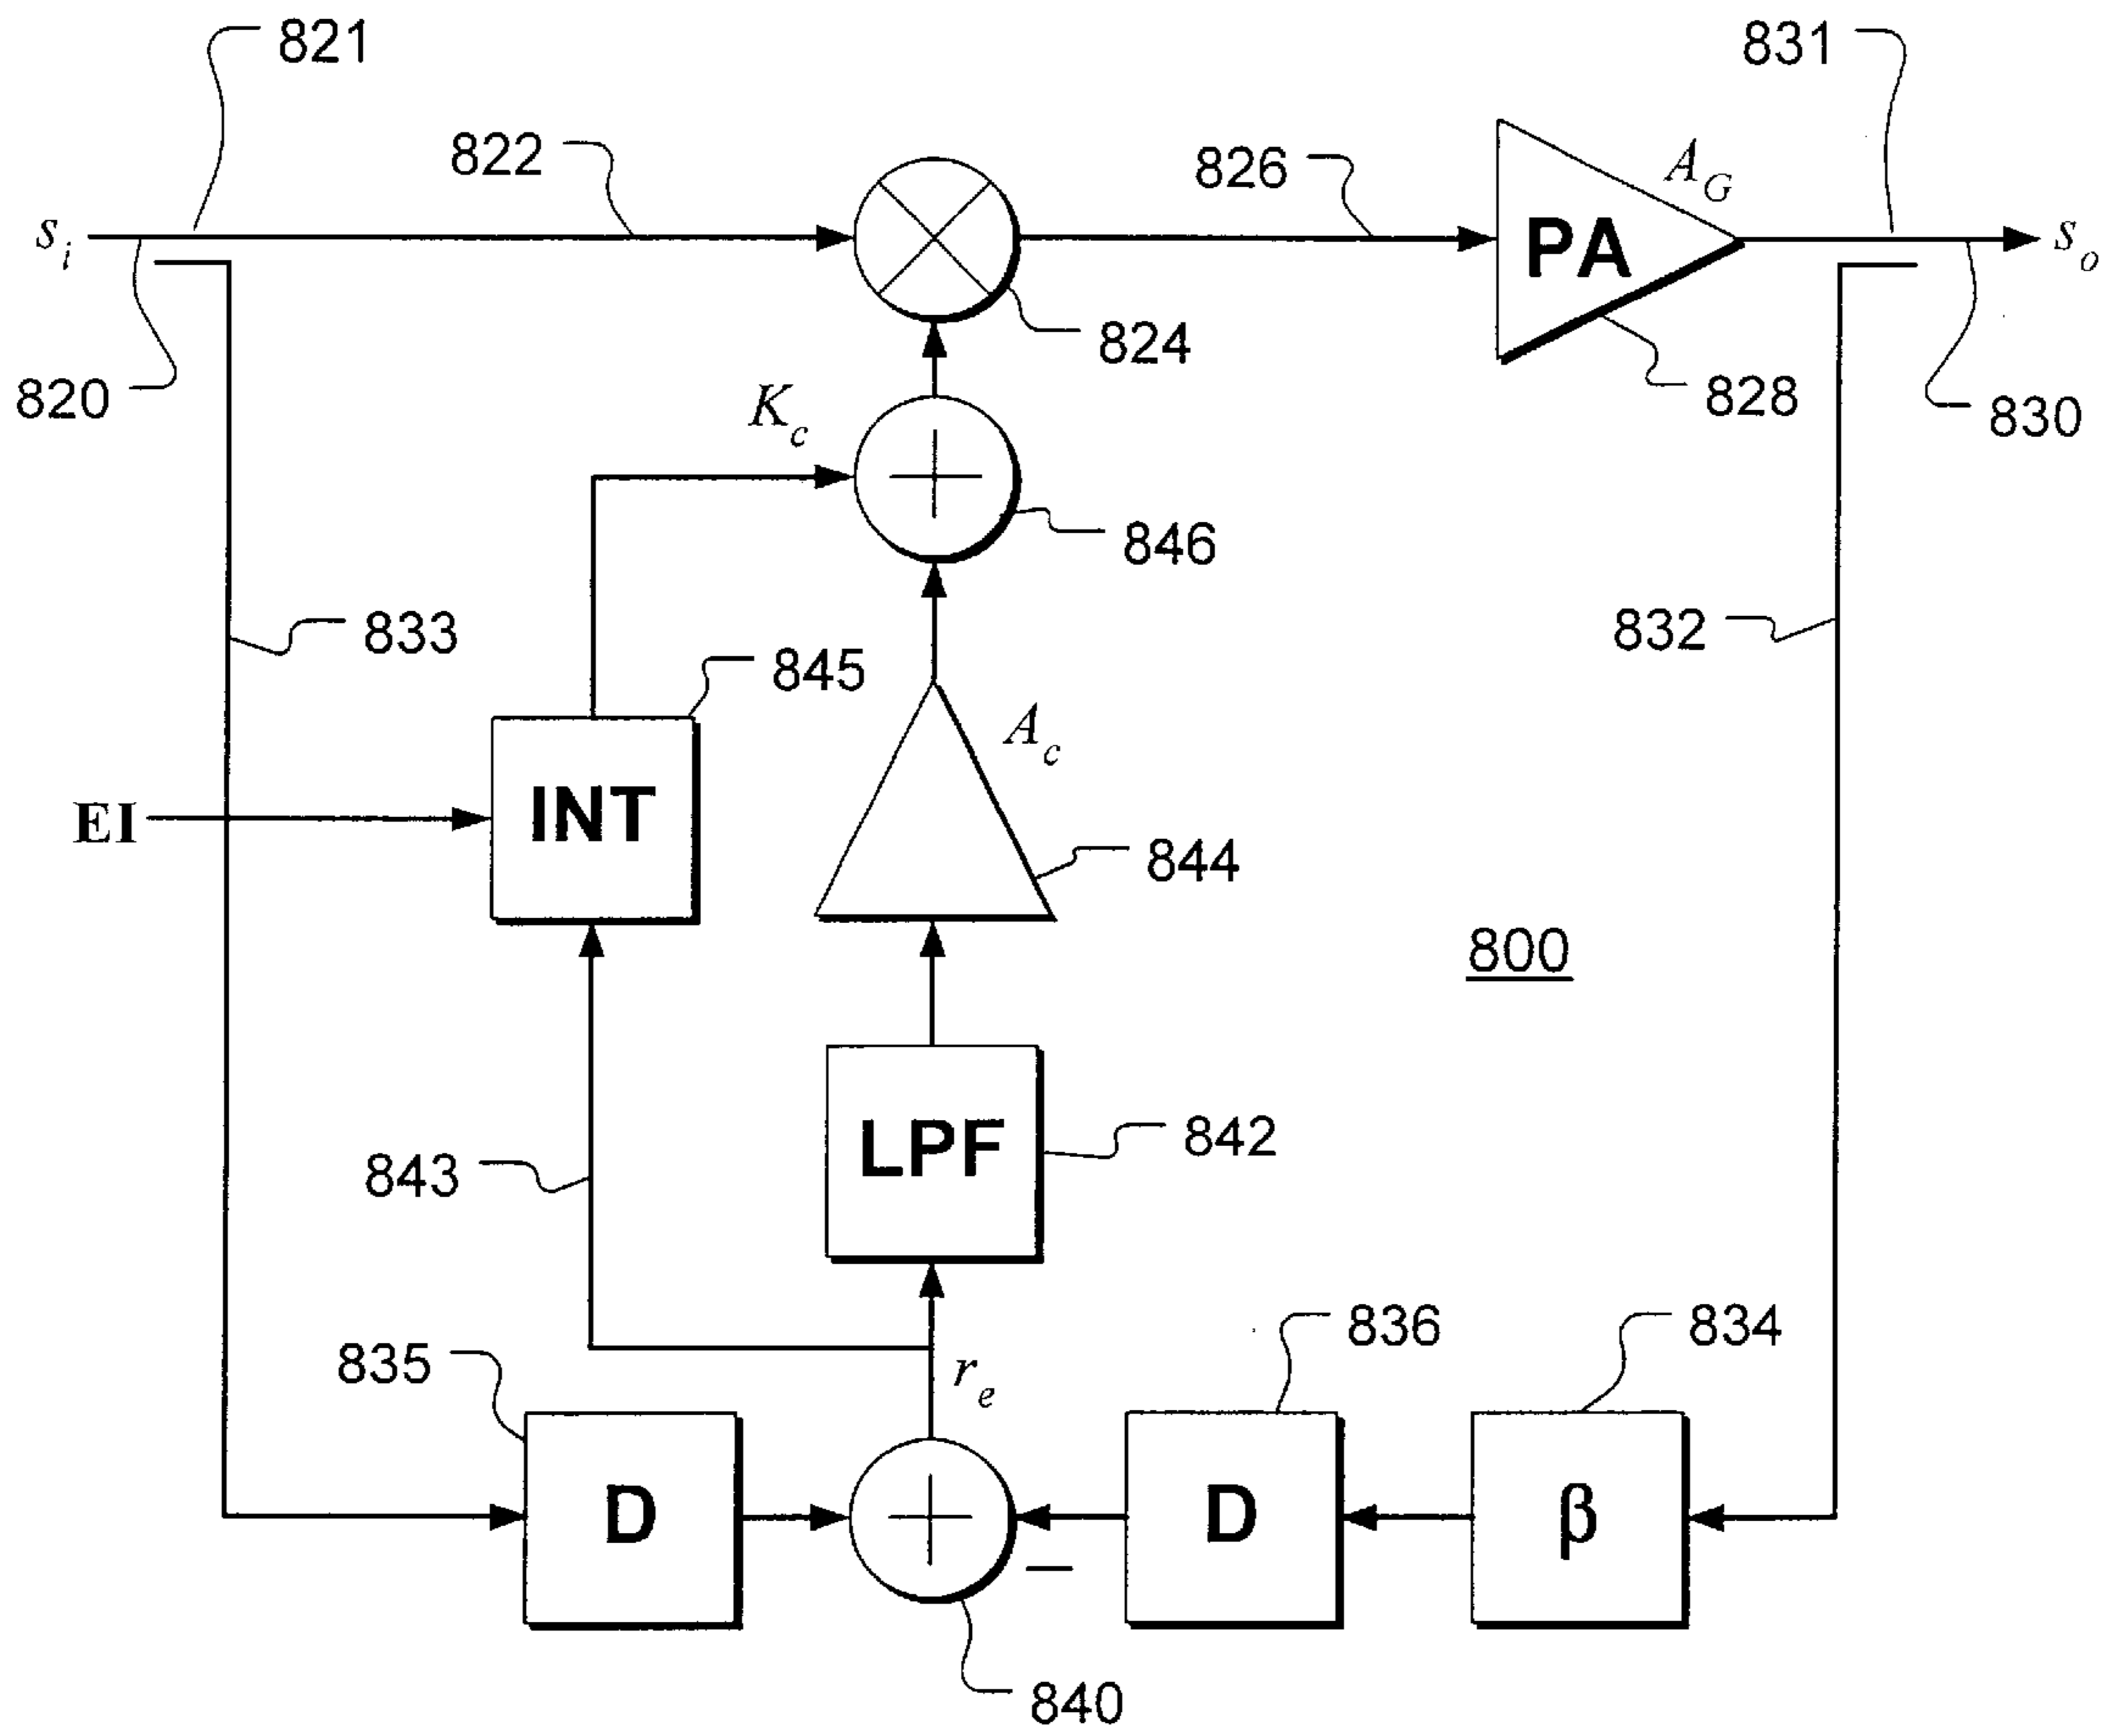 821
831
822
826
A_G
s_i
PA
s_o
824
820
K_c
828
830
846
833
832
845
A_c
INT
EI
844
800
LPF
842
843
836
834
835
r_e
D
D
β
–
840